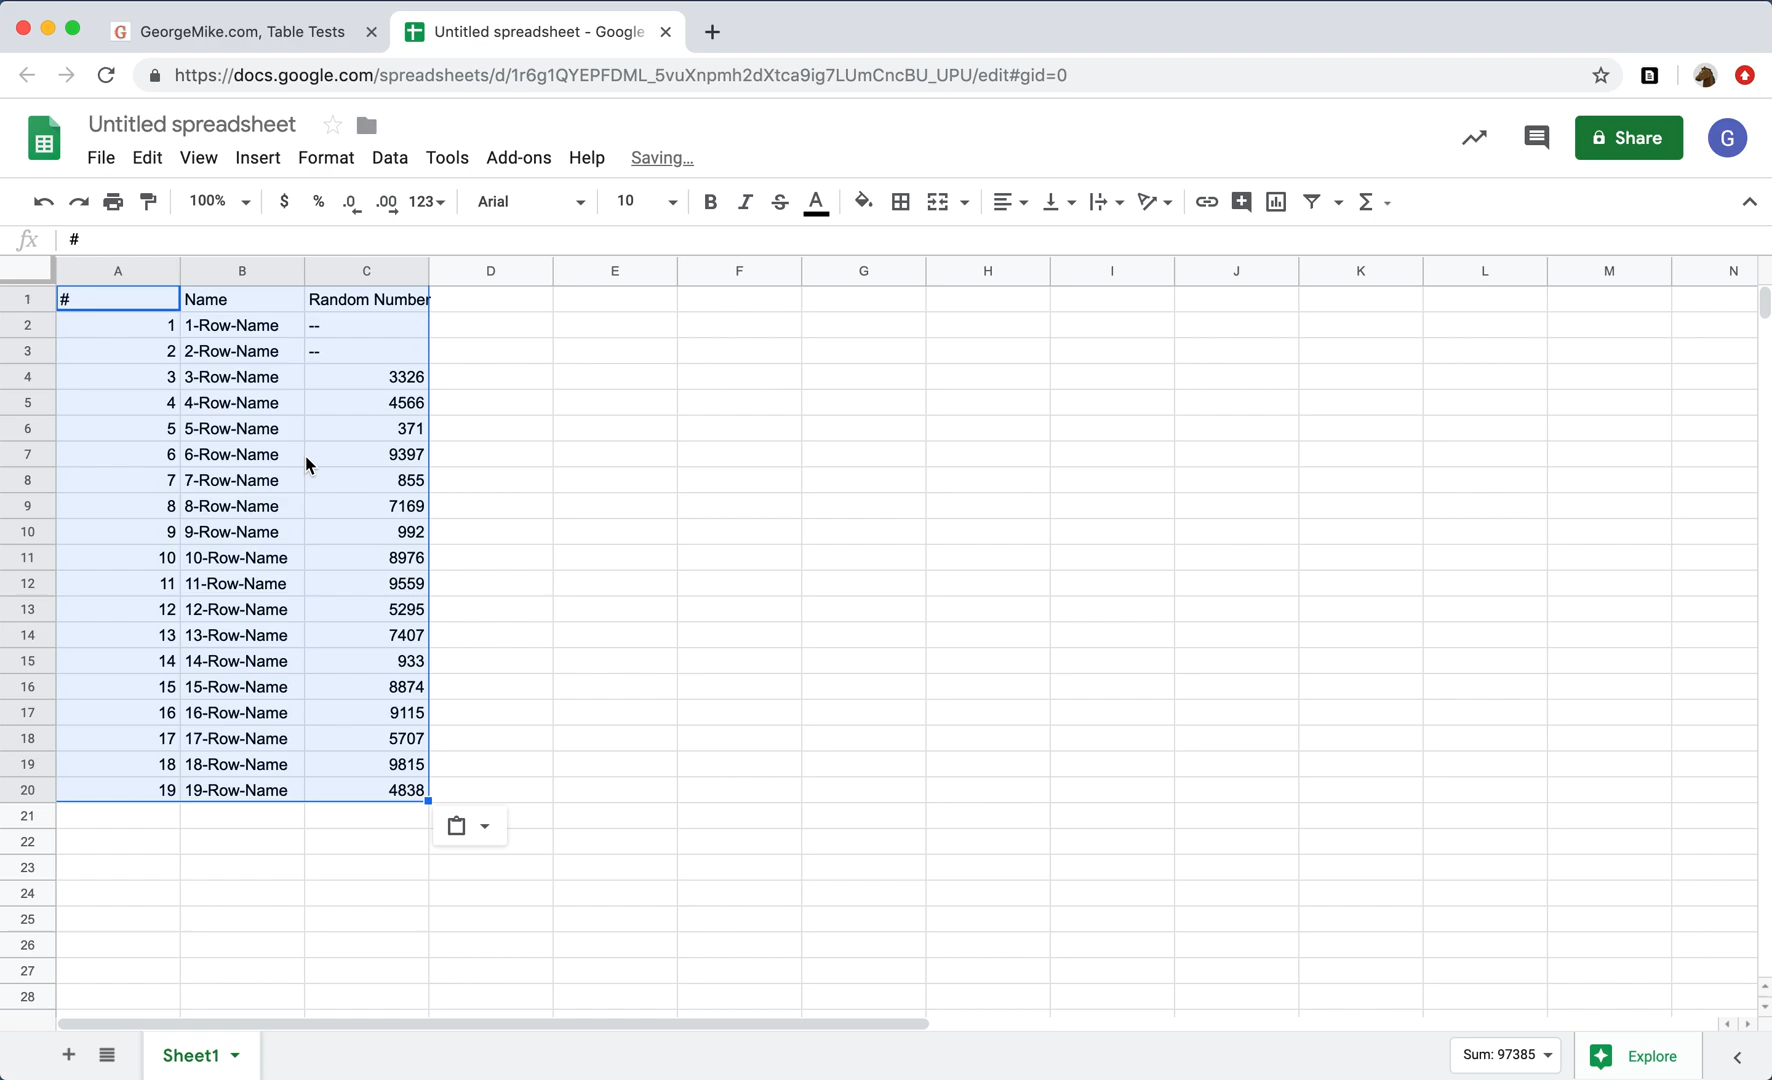 GeorgeMike.com, Table Tests
Untitled spreadsheet - Google
https://docs.google.com/spreadsheets/d/1r6g1QYEPFDML_5vuXnpmh2dXtca9ig7LUmCncBU_UPU/edit#gid=0
Untitled spreadsheet
File Edit View Insert Format Data Tools Add-ons Help Saving...
Share
G
100% $ % .0 .00 123 Arial 10 B I S A
fx #
A B C D E F G H I J K L M N
1 # Name Random Number
2 1 1-Row-Name --
3 2 2-Row-Name --
4 3 3-Row-Name 3326
5 4 4-Row-Name 4566
6 5 5-Row-Name 371
7 6 6-Row-Name 9397
8 7 7-Row-Name 855
9 8 8-Row-Name 7169
10 9 9-Row-Name 992
11 10 10-Row-Name 8976
12 11 11-Row-Name 9559
13 12 12-Row-Name 5295
14 13 13-Row-Name 7407
15 14 14-Row-Name 933
16 15 15-Row-Name 8874
17 16 16-Row-Name 9115
18 17 17-Row-Name 5707
19 18 18-Row-Name 9815
20 19 19-Row-Name 4838
21
22
23
24
25
26
27
28
Sheet1
Sum: 97385
Explore